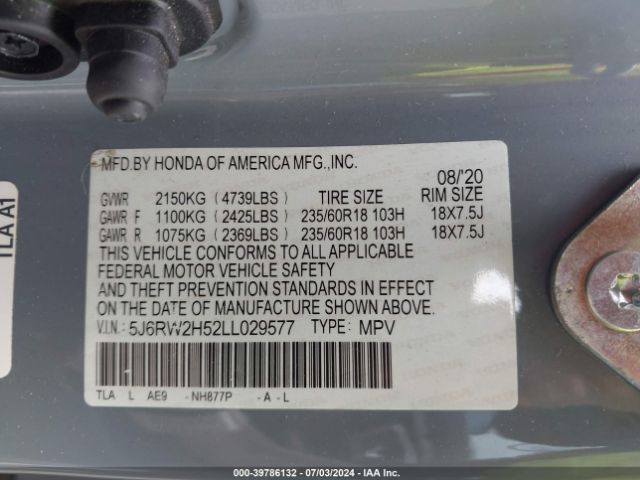 MFD.BY HONDA OF AMERICA MFG.,INC.
08/'20
GVWR 2150KG (4739LBS) TIRE SIZE RIM SIZE
GAWR F 1100KG (2425LBS) 235/60R18 103H 18X7.5J
GAWR R 1075KG (2369LBS) 235/60R18 103H 18X7.5J
THIS VEHICLE CONFORMS TO ALL APPLICABLE
FEDERAL MOTOR VEHICLE SAFETY
AND THEFT PREVENTION STANDARDS IN EFFECT
ON THE DATE OF MANUFACTURE SHOWN ABOVE.
V.I.N.: 5J6RW2H52LL029577 TYPE: MPV
TLA L AE9 -NH877P -A-L
TLA A1
000-39786132 - 07/03/2024 - IAA Inc.